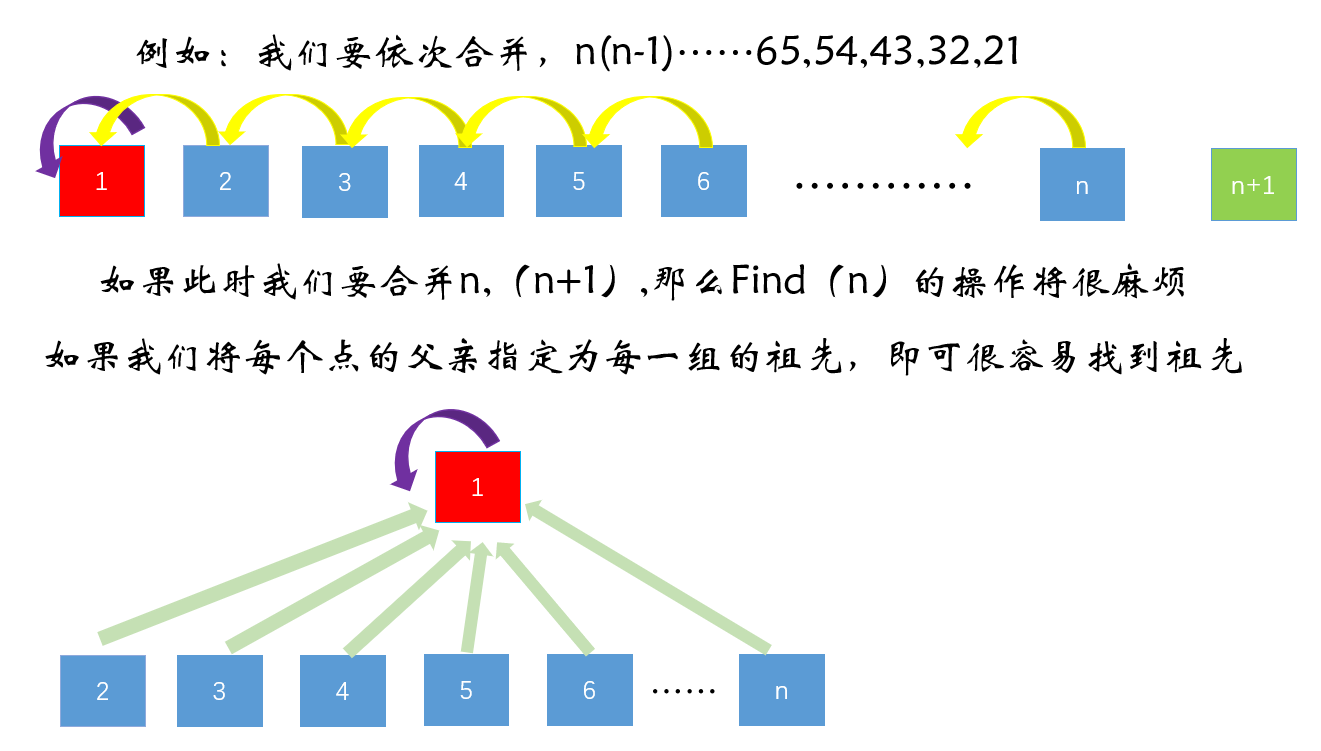 例如：我们要依次合并，n(n-1)……65,54,43,32,21
1 2 3 4 5 6 ………… n n+1
如果此时我们要合并n,（n+1）,那么Find（n）的操作将很麻烦
如果我们将每个点的父亲指定为每一组的祖先，即可很容易找到祖先
1
2 3 4 5 6 …… n